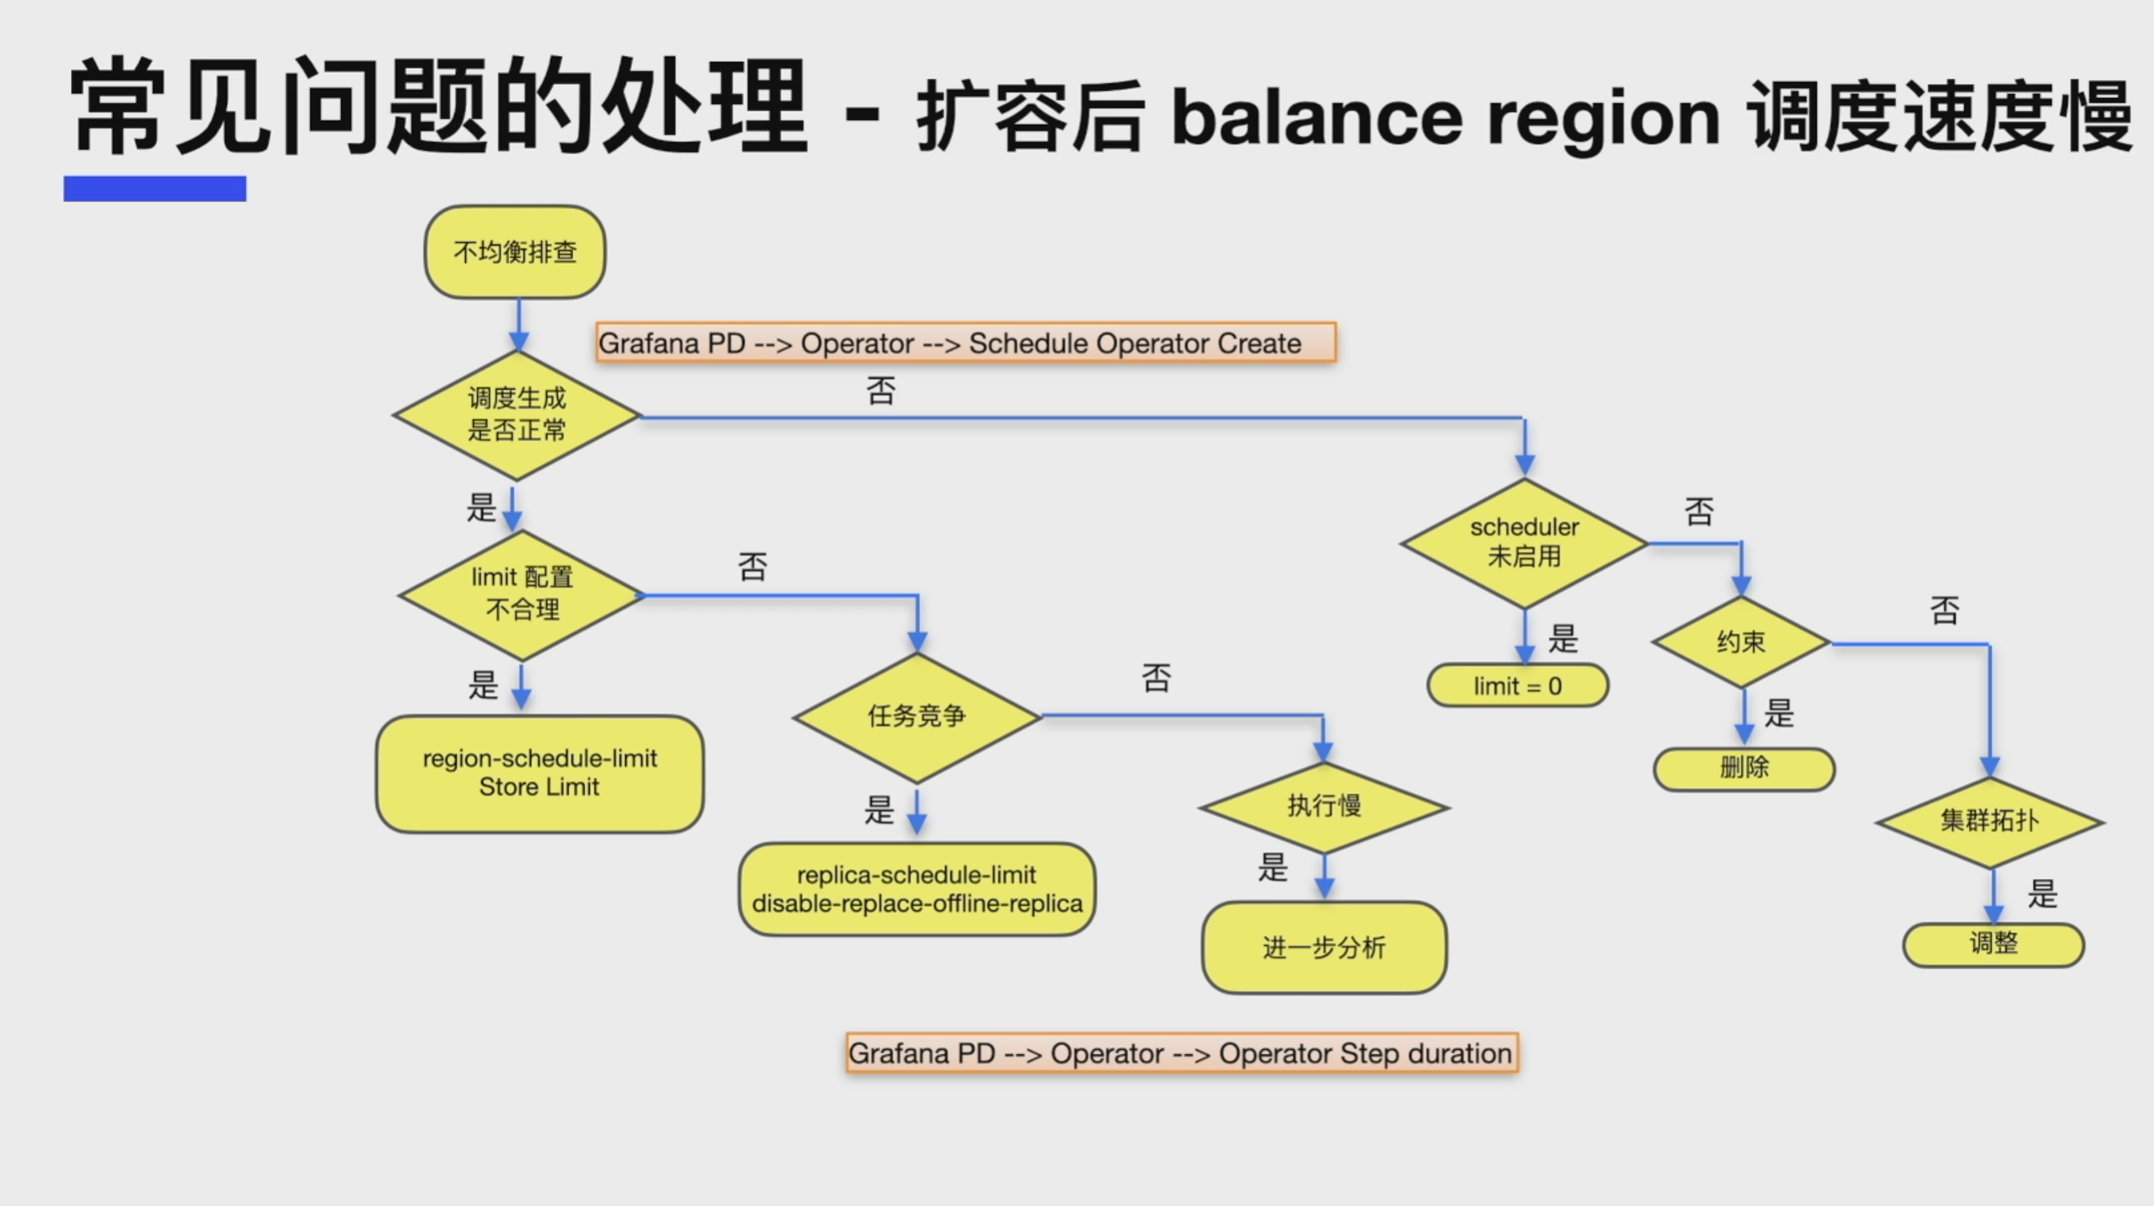 常见问题的处理 - 扩容后 balance region 调度速度慢
不均衡排查
Grafana PD --> Operator --> Schedule Operator Create
否
调度生成
是否正常
是
limit 配置
不合理
否
是
region-schedule-limit
Store Limit
任务竞争
否
是
replica-schedule-limit
disable-replace-offline-replica
执行慢
是
进一步分析
scheduler
未启用
否
是
limit = 0
约束
否
是
删除
集群拓扑
是
调整
Grafana PD --> Operator --> Operator Step duration